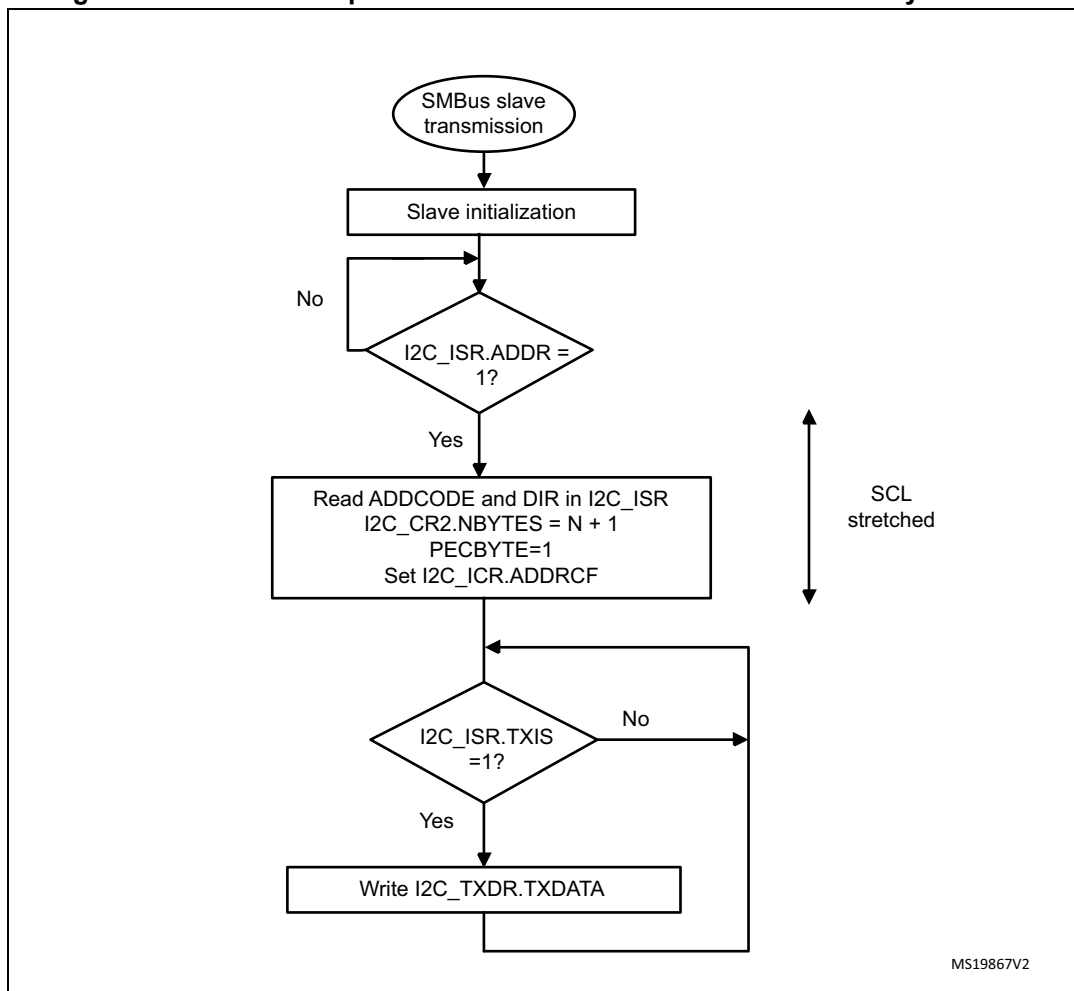 SMBus slave
transmission
Slave initialization
No
I2C_ISR.ADDR =
1?
Yes
Read ADDCODE and DIR in I2C_ISR
I2C_CR2.NBYTES = N + 1
PECBYTE=1
Set I2C_ICR.ADDRCF
SCL
stretched
I2C_ISR.TXIS
=1?
No
Yes
Write I2C_TXDR.TXDATA
MS19867V2